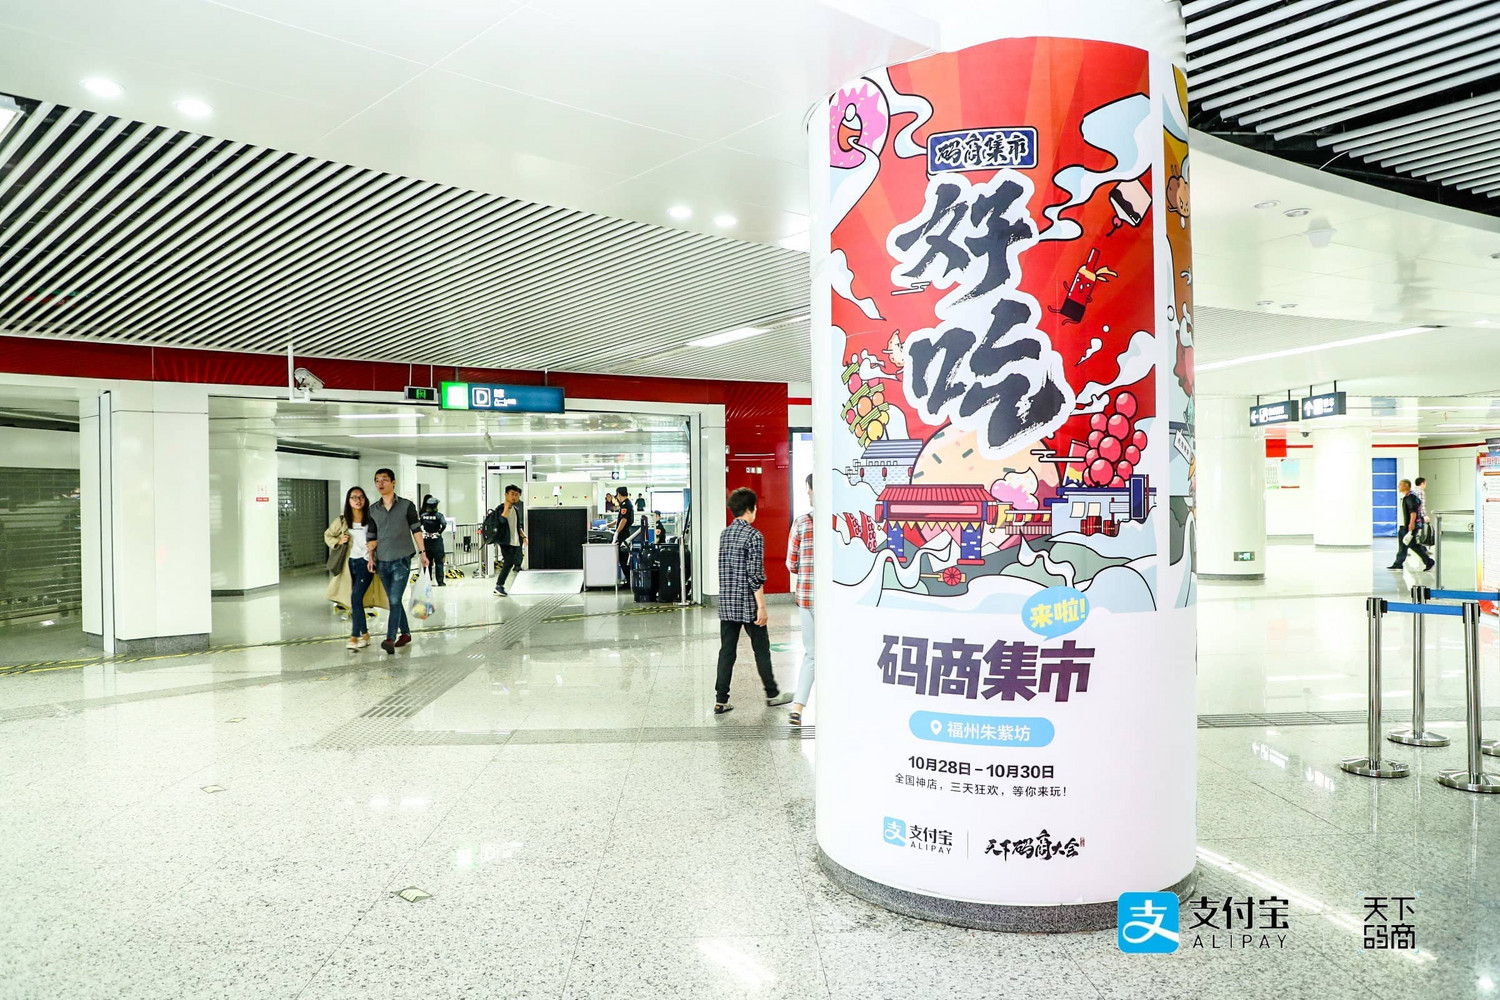 码商集市
好
吃
来啦!
码商集市
福州朱紫坊
10月28日-10月30日
全国神店，三天狂欢，等你来玩！
支 支付宝
ALIPAY
天下码商大会
D
支 支付宝
ALIPAY
天下
码商